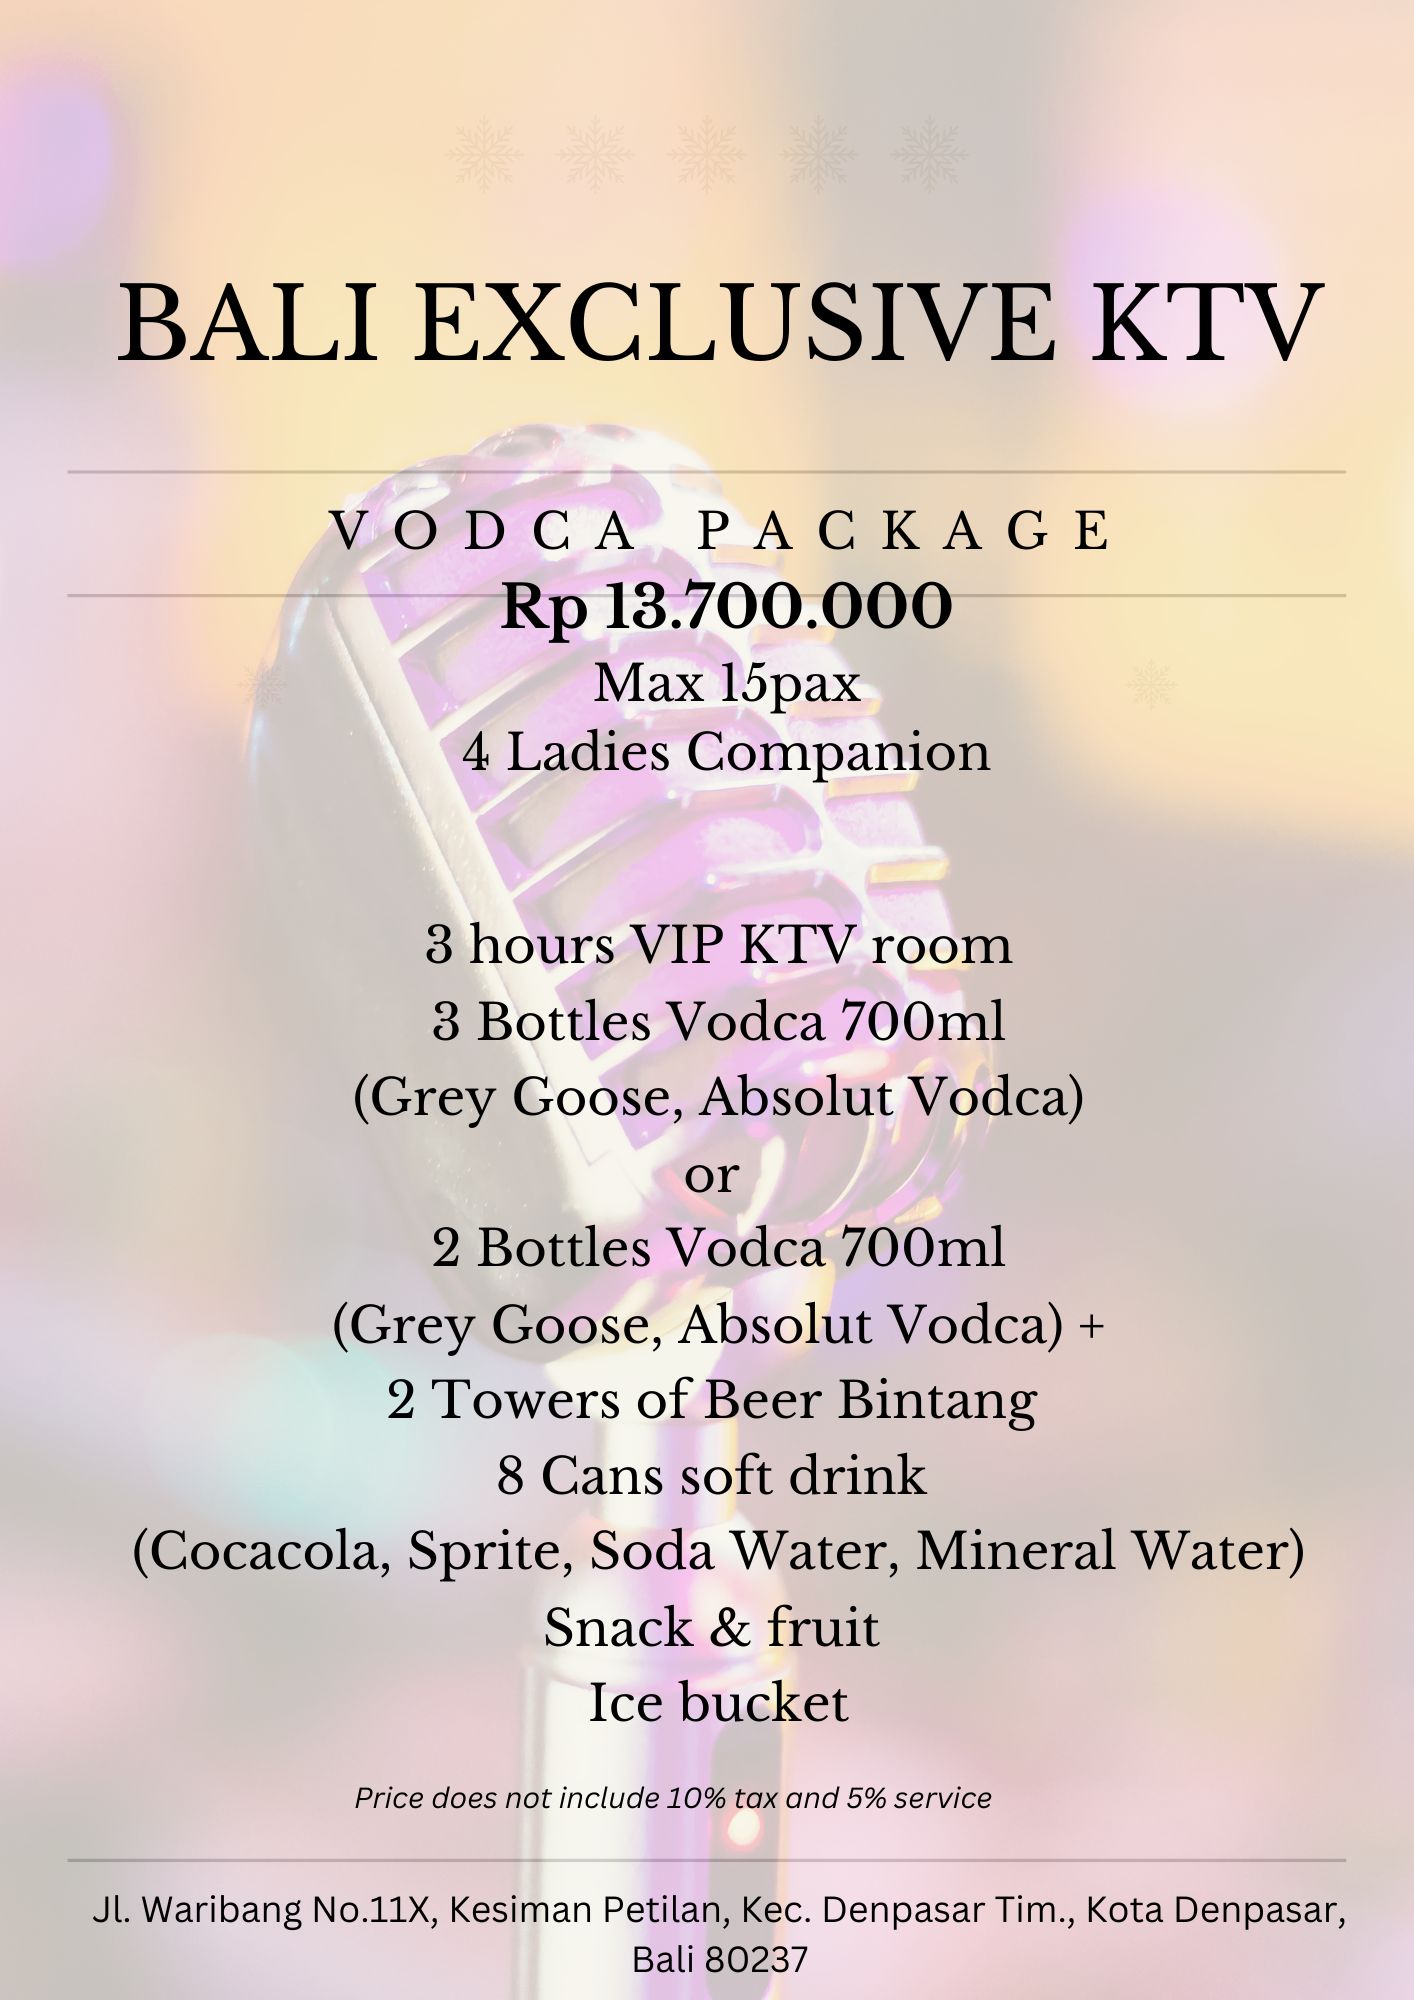 BALI EXCLUSIVE KTV
VODCA PACKAGE
Rp 13.700.000
Max 15pax
4 Ladies Companion
3 hours VIP KTV room
3 Bottles Vodca 700ml
(Grey Goose, Absolut Vodca)
or
2 Bottles Vodca 700ml
(Grey Goose, Absolut Vodca) +
2 Towers of Beer Bintang
8 Cans soft drink
(Cocacola, Sprite, Soda Water, Mineral Water)
Snack & fruit
Ice bucket
Price does not include 10% tax and 5% service
Jl. Waribang No.11X, Kesiman Petilan, Kec. Denpasar Tim., Kota Denpasar,
Bali 80237